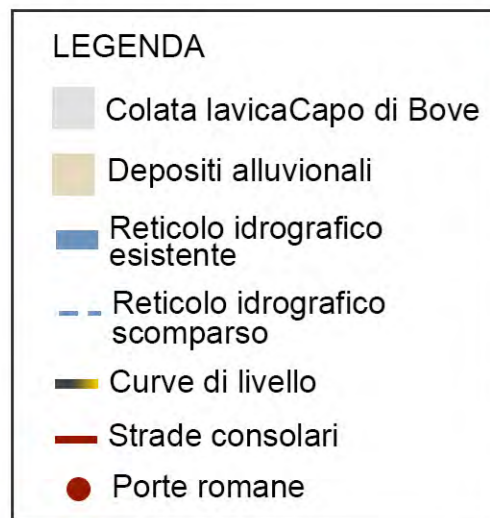 LEGENDA
Colata lavicaCapo di Bove
Depositi alluvionali
Reticolo idrografico
esistente
Reticolo idrografico
scomparso
Curve di livello
Strade consolari
Porte romane